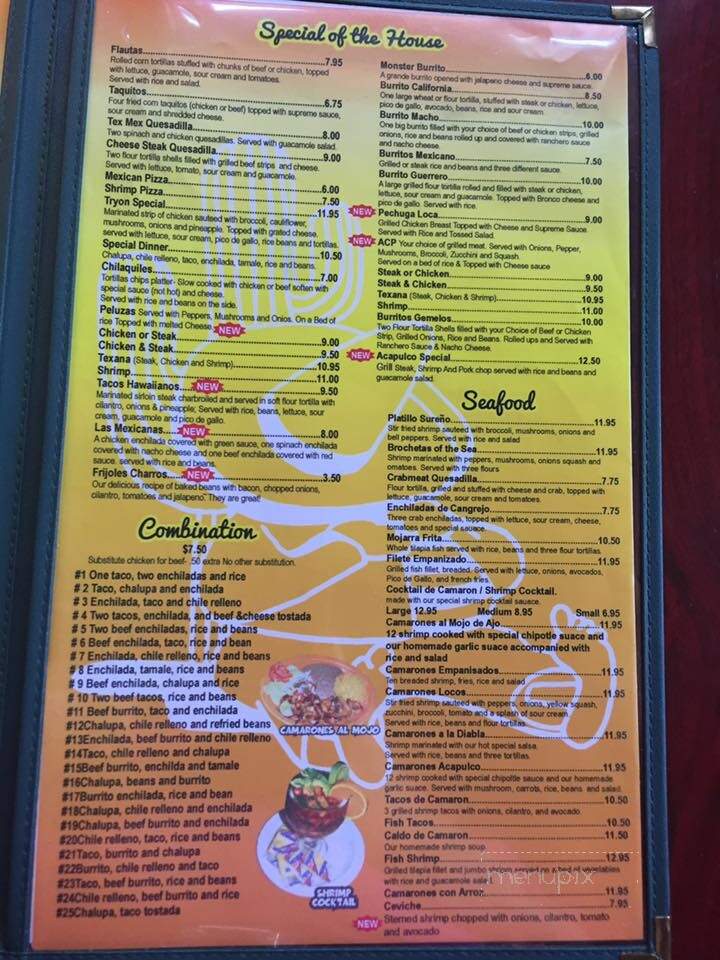 Special of the House
Flautas 7.95
Rolled corn tortillas stuffed with chunks of beef or chicken, topped
with lettuce, guacamole, sour cream and tomatoes.
Served with rice and salad.
Taquitos 6.75
Four fried corn taquitos (chicken or beef) topped with supreme sauce,
sour cream and shredded cheese.
Tex Mex Quesadilla 8.00
Two spinach and chicken quesadillas. Served with guacamole salad.
Cheese Steak Quesadilla 9.00
Two flour tortilla shells filled with grilled beef strips and cheese.
Served with lettuce, tomato, sour cream and guacamole.
Mexican Pizza 6.00
Shrimp Pizza 7.50
Tryon Special 11.95
Marinated strip of chicken sauteed with broccoli, cauliflower,
mushrooms, onions and pineapple. Topped with grated cheese.
served with lettuce, sour cream, pico de gallo, rice beans and tortillas.
Special Dinner 10.50
Chalupa, chile relleno, taco, enchilada, tamale, rice and beans.
Chilaquiles 7.00
Tortillas chips platter- Slow cooked with chicken or beef soften with
special sauce (not hot) and cheese.
Served with rice and beans on the side.
Peluzas Served with Peppers, Mushrooms and Onios. On a Bed of
rice Topped with melted Cheese NEW
Chicken or Steak 9.00
Chicken & Steak 9.50
Texana (Steak, Chicken and Shrimp) 10.95
Shrimp 11.00
Tacos Hawaiianos NEW 9.50
Marinated sirloin steak charbroiled and served in soft flour tortilla with
cilantro, onions & pineapple; Served with rice, beans, lettuce, sour
cream, guacamole and pico de gallo.
Las Mexicanas NEW 8.00
A chicken enchilada covered with green sauce, one spinach enchilada
covered with nacho cheese and one beef enchilada covered with red
sauce. served with rice and beans.
Frijoles Charros NEW 3.50
Our delicious recipe of baked beans with bacon, chopped onions,
cilantro, tomatoes and jalapeno. They are great!
Combination
$7.50
Substitute chicken for beef- .50 extra No other substitution.
#1 One taco, two enchiladas and rice
# 2 Taco, chalupa and enchilada
# 3 Enchilada, taco and chile relleno
# 4 Two tacos, enchilada, and beef &cheese tostada
# 5 Two beef enchiladas, rice and beans
# 6 Beef enchilada, taco, rice and bean
# 7 Enchilada, chile relleno, rice and beans
# 8 Enchilada, tamale, rice and beans
# 9 Beef enchilada, chalupa and rice
# 10 Two beef tacos, rice and beans
#11 Beef burrito, taco and enchilada
#12Chalupa, chile relleno and refried beans
#13Enchilada, beef burrito and chile relleno
#14Taco, chile relleno and chalupa
#15Beef burrito, enchilda and tamale
#16Chalupa, beans and burrito
#17Burrito enchilada, rice and bean
#18Chalupa, chile relleno and enchilada
#19Chalupa, beef burrito and enchilada
#20Chile relleno, taco, rice and beans
#21Taco, burrito and chalupa
#22Burrito, chile relleno and taco
#23Taco, beef burrito, rice and beans
#24Chile relleno, beef burrito and rice
#25Chalupa, taco tostada
CAMARONES AL MOJO
SHRIMP
COCKTAIL
Monster Burrito 6.00
A grande burrito opened with jalapeno cheese and supreme sauce.
Burrito California 8.50
One large wheat or flour tortilla, stuffed with steak or chicken, lettuce,
pico de gallo, avocado, beans, rice and sour cream
Burrito Macho 10.00
One big burrito filled with your choice of beef or chicken strips, grilled
onions, rice and beans rolled up and covered with ranchero sauce
and nacho cheese.
Burritos Mexicano 7.50
Grilled or steak rice and beans and three different sauce.
Burrito Guerrero 10.00
A large grilled flour tortilla rolled and filled with steak or chicken,
lettuce, sour cream and guacamole. Topped with Bronco cheese and
pico de gallo. Served with rice.
NEW Pechuga Loca 9.00
Grilled Chicken Breast Topped with Cheese and Supreme Sauce.
Served with Rice and Tossed Salad.
NEW ACP Your choice of grilled meat. Served with Onions, Pepper,
Mushrooms, Broccoli, Zucchini and Squash.
Served on a bed of rice & Topped with Cheese sauce
Steak or Chicken 9.00
Steak & Chicken 9.50
Texana (Steak, Chicken & Shrimp) 10.95
Shrimp 11.00
Burritos Gemelos 10.00
Two Flour Tortilla Shells filled with your Choice of Beef or Chicken
Strip, Grilled Onions, Rice and Beans. Rolled ups and Served with
Ranchero Sauce & Nacho Cheese.
NEW Acapulco Special 12.50
Grill Steak, Shrimp And Pork chop served with rice and beans and
guacamole salad.
Seafood
Platillo Sureño 11.95
Stir fried shrimp sauteed with broccoli, mushrooms, onions and
bell peppers. Served with rice and salad
Brochetas of the Sea 11.95
Shrimp marinated with peppers, mushrooms, onions squash and
omatoes. Served with three flours
Crabmeat Quesadilla 7.75
Flour tortilla, grilled and stuffed with cheese and crab, topped with
lettuce, guacamole, sour cream and tomatoes.
Enchiladas de Cangrejo 7.75
Three crab enchiladas, topped with lettuce, sour cream, cheese,
tomatoes and special sauce.
Mojarra Frita 10.50
Whole tilapia fish served with rice, beans and three flour tortillas.
Filete Empanizado 11.95
Grilled fish fillet, breaded. Served with lettuce, onions, avocados,
Pico de Gallo, and french fries.
Cocktail de Camaron / Shrimp Cocktail.
made with our special shrimp cocktail sauce.
Large 12.95 Medium 8.95 Small 6.95
Camarones al Mojo de Ajo 11.95
12 shrimp cooked with special chipotle suace and
our homemade garlic suace accompanied with
rice and salad
Camarones Empanisados 11.95
Ten breaded shrimp, fries, rice and salad
Camarones Locos 11.95
Stir fried shrimp sauteed with pepers, onions, yellow squash,
zucchini, broccoli, tomato and a splash of sour cream.
Served with rice, beans and flour tortillas
Camarones a la Diabla 11.95
Shrimp marinated with our hot special salsa.
Served with rice, beans and three tortillas.
Camarones Acapulco 11.95
12 shrimp cooked with special chipotle sauce and our homemade
garlic suace. Served with mushroom, carrots, rice, beans and salad.
Tacos de Camaron 10.50
3 grilled shrimp tacos with onions, cilantro, and avocado
Fish Tacos 10.50
Caldo de Camaron 11.50
Our homemade shrimp soup
Fish Shrimp 12.95
Grilled tilapia fillet and jumbo shrimp served on a bed of vegetables
with rice and guacamole
menupix
Camarones con Arroz 11.95
Ceviche 7.95
NEW Stemed shrimp chopped with onions, cilantro, tomato
and avocado